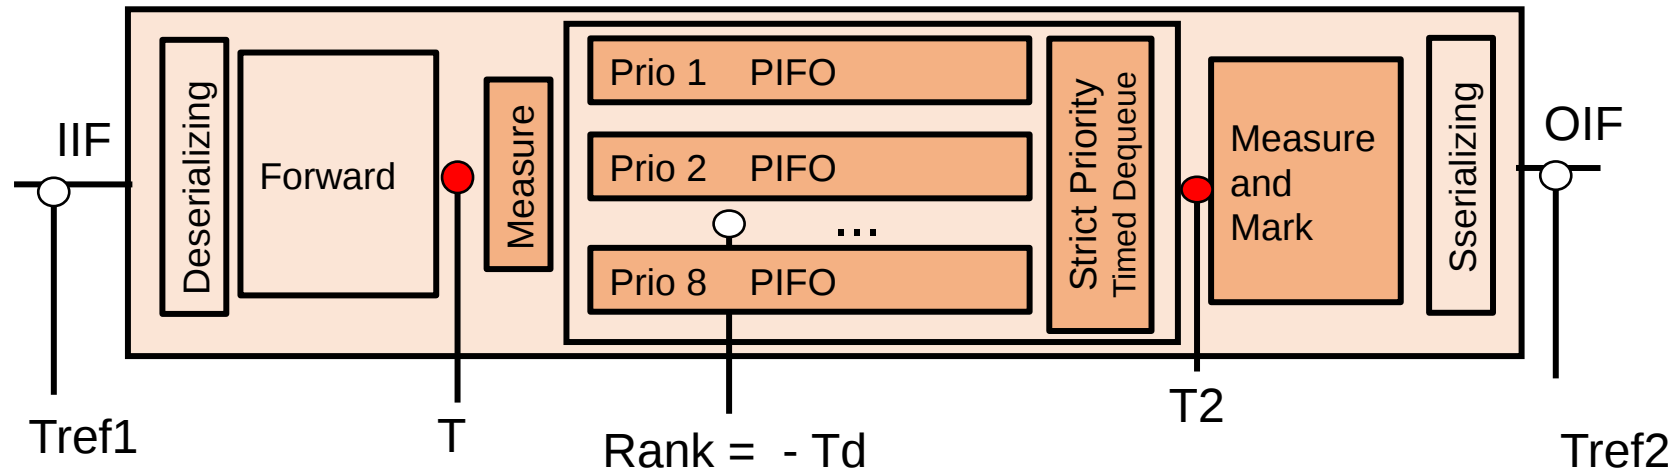 IIF
Deserializing
Forward
Measure
Prio 1 PIFO
Prio 2 PIFO
...
Prio 8 PIFO
Strict Priority
Timed Dequeue
Measure
and
Mark
Sserializing
OIF
Tref1
T
Rank = - Td
T2
Tref2